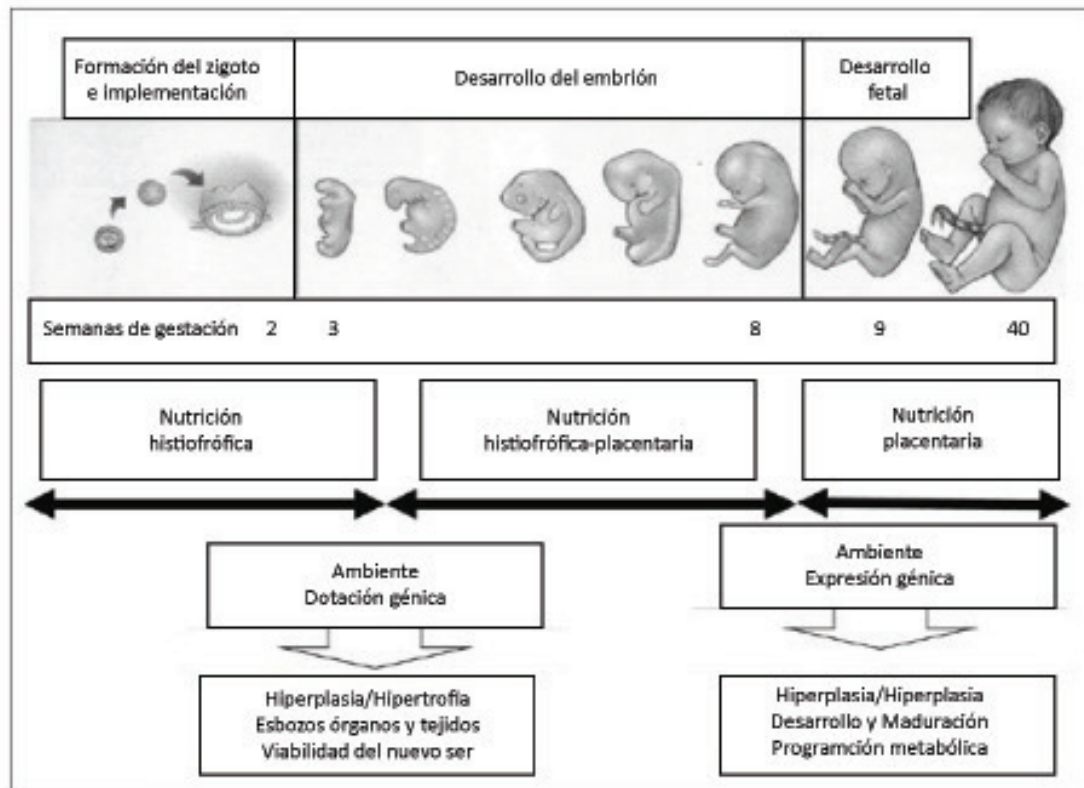 Formación del zigoto
e implementación
Desarrollo del embrión
Desarrollo
fetal
Semanas de gestación 2 3 8 9 40
Nutrición
histiofrófica
Nutrición
histiofrófica-placentaria
Nutrición
placentaria
Ambiente
Dotación génica
Ambiente
Expresión génica
Hiperplasia/Hipertrofia
Esbozos órganos y tejidos
Viabilidad del nuevo ser
Hiperplasia/Hiperplasia
Desarrollo y Maduración
Programción metabólica